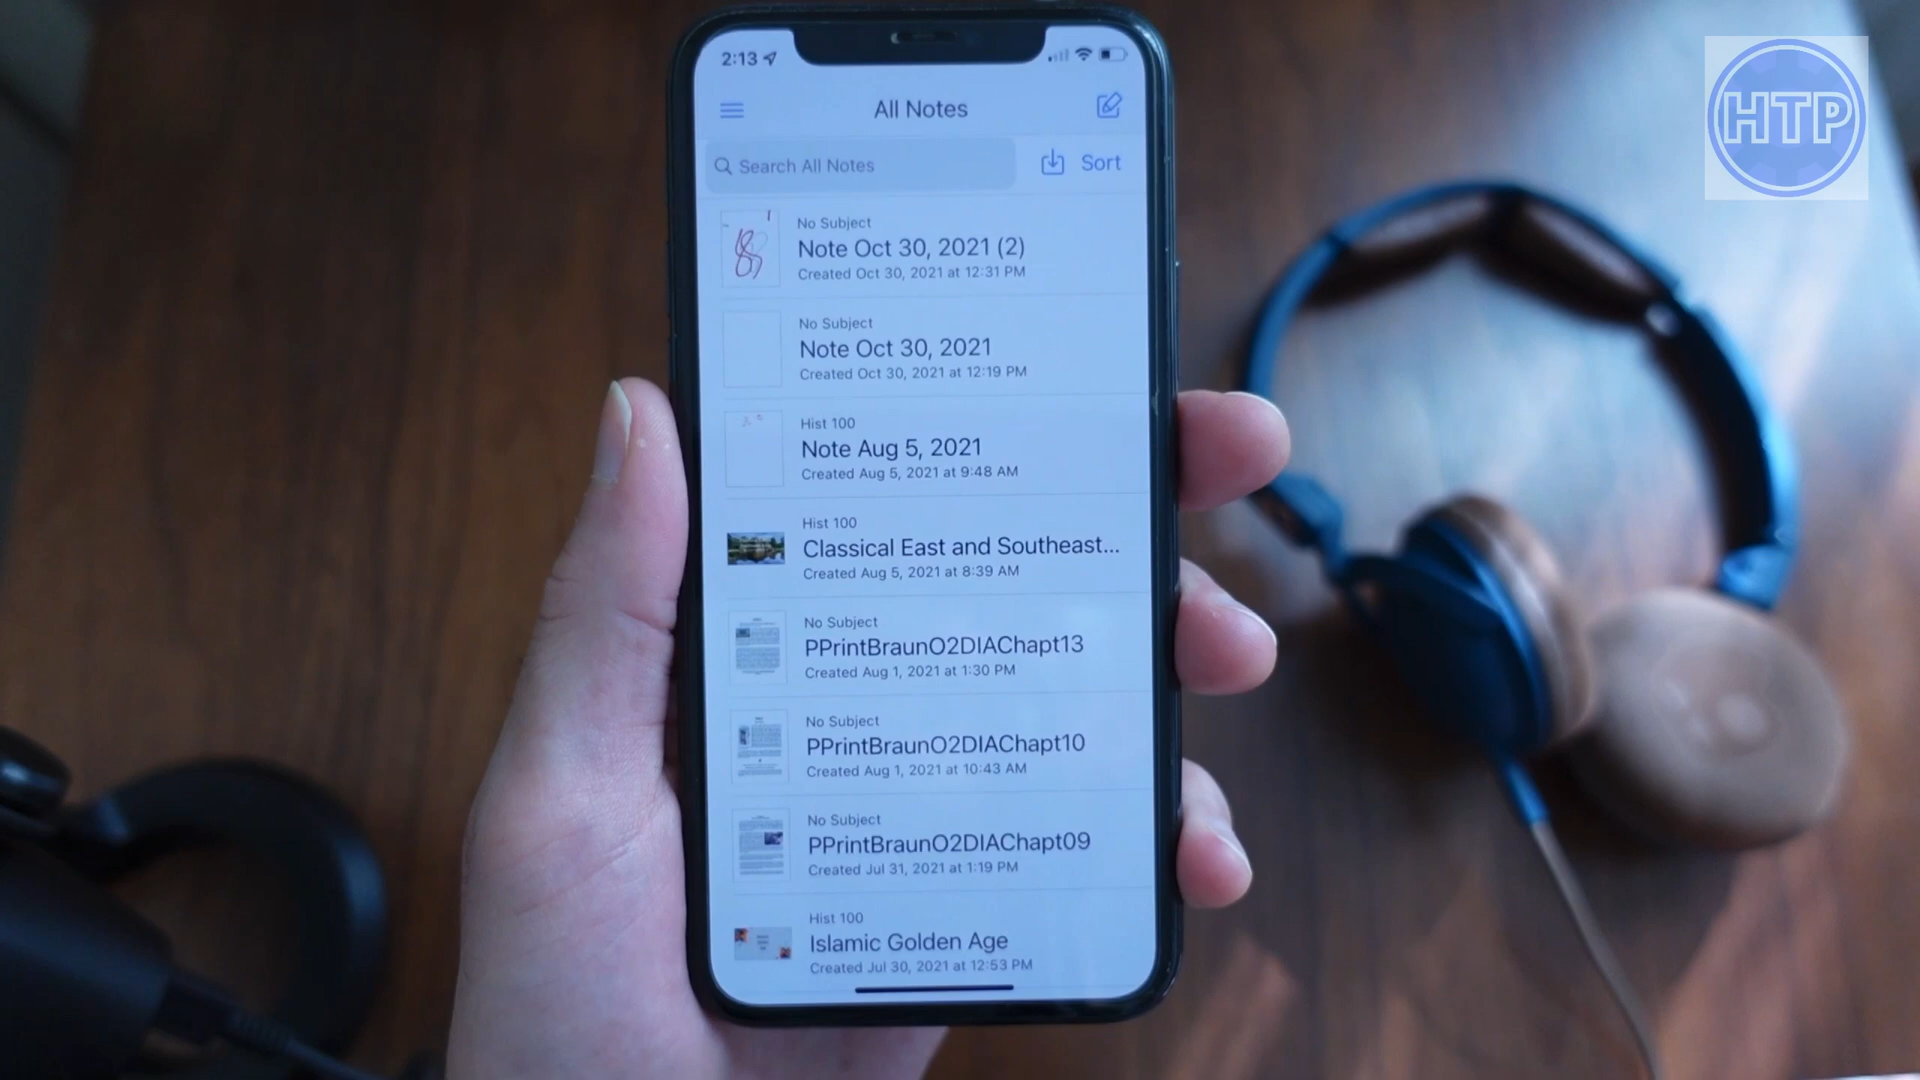 HTP
2:13
All Notes
Search All Notes
Sort
No Subject
Note Oct 30, 2021 (2)
Created Oct 30, 2021 at 12:31 PM
No Subject
Note Oct 30, 2021
Created Oct 30, 2021 at 12:19 PM
Hist 100
Note Aug 5, 2021
Created Aug 5, 2021 at 9:48 AM
Hist 100
Classical East and Southeast...
Created Aug 5, 2021 at 8:39 AM
No Subject
PPrintBraunO2DIAChapt13
Created Aug 1, 2021 at 1:30 PM
No Subject
PPrintBraunO2DIAChapt10
Created Aug 1, 2021 at 10:43 AM
No Subject
PPrintBraunO2DIAChapt09
Created Jul 31, 2021 at 1:19 PM
Hist 100
Islamic Golden Age
Created Jul 30, 2021 at 12:53 PM